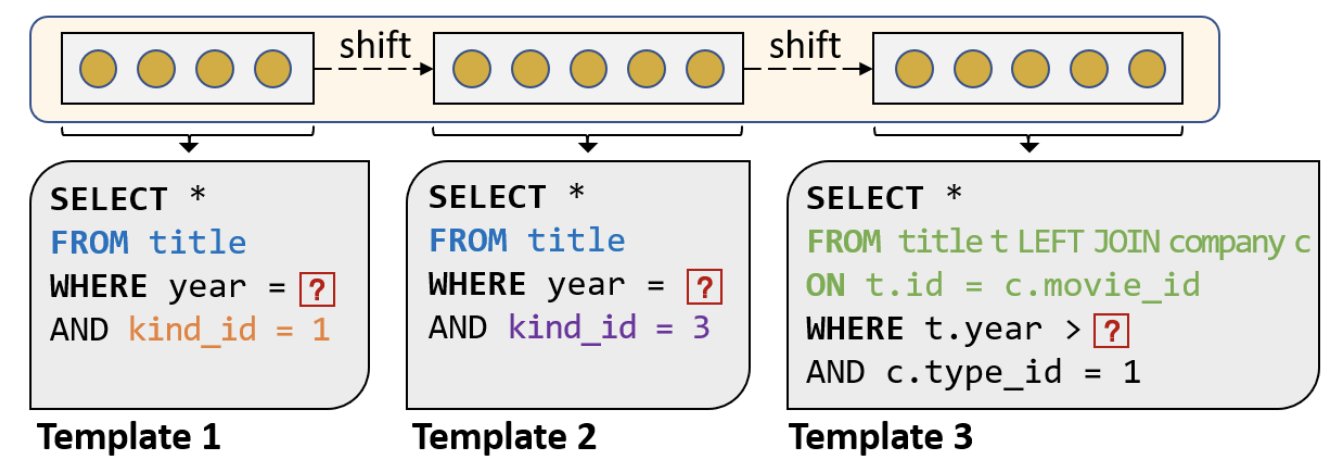 shift shift
SELECT *
FROM title
WHERE year = ?
AND kind_id = 1
Template 1
SELECT *
FROM title
WHERE year = ?
AND kind_id = 3
Template 2
SELECT *
FROM title t LEFT JOIN company c
ON t.id = c.movie_id
WHERE t.year > ?
AND c.type_id = 1
Template 3